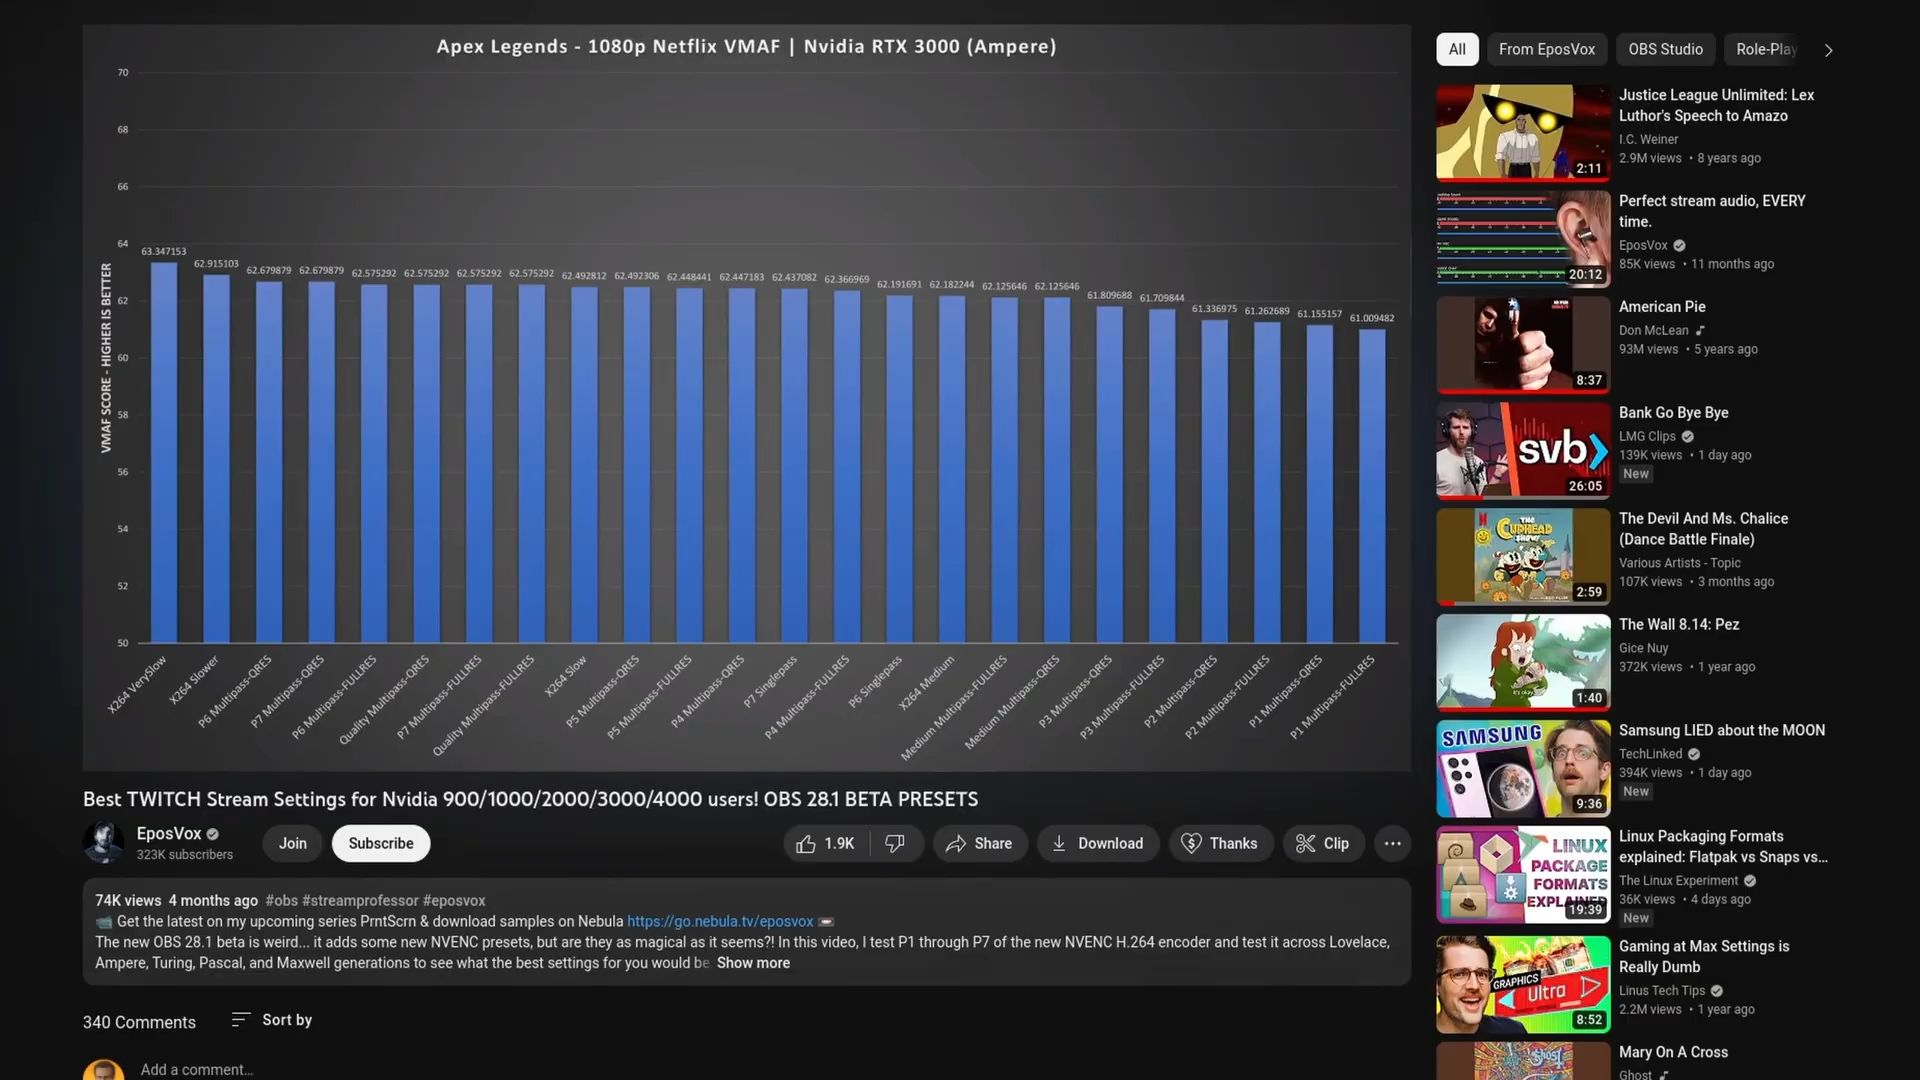 Apex Legends - 1080p Netflix VMAF | Nvidia RTX 3000 (Ampere)
VMAF SCORE - HIGHER IS BETTER
70
68
66
64
62
60
58
56
54
52
50
63.347153
62.915103
62.679879
62.679879
62.575292
62.575292
62.575292
62.575292
62.492812
62.492306
62.448441
62.447183
62.437082
62.366969
62.191691
62.182244
62.125646
62.125646
61.809688
61.709844
61.336975
61.262689
61.155157
61.009482
X264 VerySlow
X264 Slower
P6 Multipass-QRES
P7 Multipass-QRES
P6 Multipass-FULLRES
Quality Multipass-QRES
P7 Multipass-FULLRES
Quality Multipass-FULLRES
X264 Slow
P5 Multipass-QRES
P5 Multipass-FULLRES
P4 Multipass-QRES
P7 Singlepass
P4 Multipass-FULLRES
P6 Singlepass
X264 Medium
Medium Multipass-FULLRES
Medium Multipass-QRES
P3 Multipass-QRES
P3 Multipass-FULLRES
P2 Multipass-QRES
P2 Multipass-FULLRES
P1 Multipass-QRES
P1 Multipass-FULLRES
Best TWITCH Stream Settings for Nvidia 900/1000/2000/3000/4000 users! OBS 28.1 BETA PRESETS
EposVox
323K subscribers
Join
Subscribe
1.9K
Share
Download
Thanks
Clip
74K views 4 months ago #obs #streamprofessor #eposvox
Get the latest on my upcoming series PrntScrn & download samples on Nebula https://go.nebula.tv/eposvox
The new OBS 28.1 beta is weird... it adds some new NVENC presets, but are they as magical as it seems?! In this video, I test P1 through P7 of the new NVENC H.264 encoder and test it across Lovelace,
Ampere, Turing, Pascal, and Maxwell generations to see what the best settings for you would be. Show more
340 Comments
Sort by
Add a comment...
All
From EposVox
OBS Studio
Role-Play
2:11
Justice League Unlimited: Lex
Luthor's Speech to Amazo
I.C. Weiner
2.9M views • 8 years ago
20:12
Perfect stream audio, EVERY
time.
EposVox
85K views • 11 months ago
8:37
American Pie
Don McLean
93M views • 5 years ago
svb
26:05
Bank Go Bye Bye
LMG Clips
139K views • 1 day ago
New
THE
CUPHEAD
SHOW!
2:59
The Devil And Ms. Chalice
(Dance Battle Finale)
Various Artists - Topic
107K views • 3 months ago
It's okay
1:40
The Wall 8.14: Pez
Gice Nuy
372K views • 1 year ago
SAMSUNG
9:36
Samsung LIED about the MOON
TechLinked
394K views • 1 day ago
New
LINUX
PACKAGE
FORMATS
EXPLAINED
19:39
Linux Packaging Formats
explained: Flatpak vs Snaps vs...
The Linux Experiment
36K views • 4 days ago
New
GRAPHICS
Ultra
8:52
Gaming at Max Settings is
Really Dumb
Linus Tech Tips
2.2M views • 1 year ago
Ghost
Mary On A Cross
Ghost